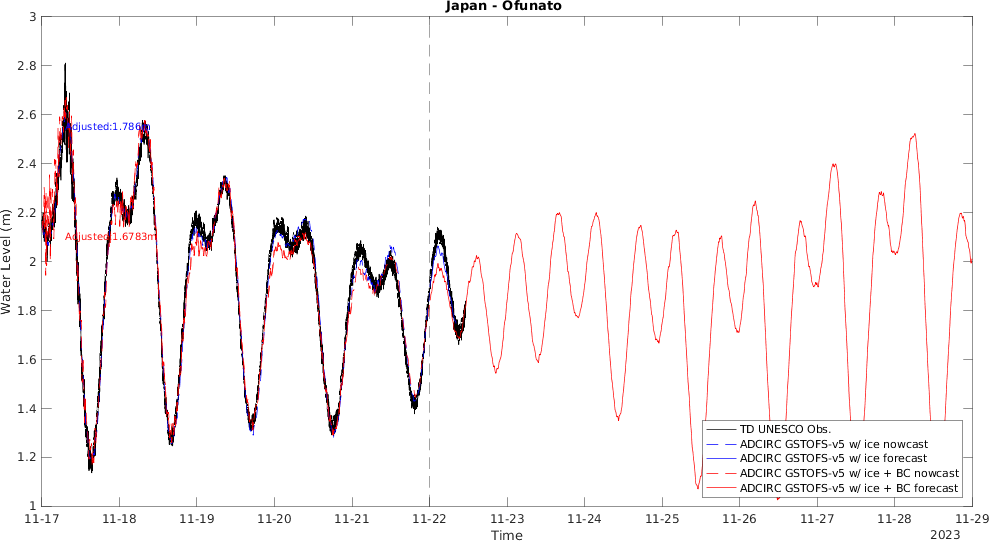 Japan - Ofunato
3
2.8
2.6
2.4
2.2
2
1.8
1.6
1.4
1.2
1
Water Level (m)
Adjusted:1.786m
Adjusted:1.6783m
TD UNESCO Obs.
ADCIRC GSTOFS-v5 w/ ice nowcast
ADCIRC GSTOFS-v5 w/ ice forecast
ADCIRC GSTOFS-v5 w/ ice + BC nowcast
ADCIRC GSTOFS-v5 w/ ice + BC forecast
11-17 11-18 11-19 11-20 11-21 11-22 11-23 11-24 11-25 11-26 11-27 11-28 11-29
Time
2023